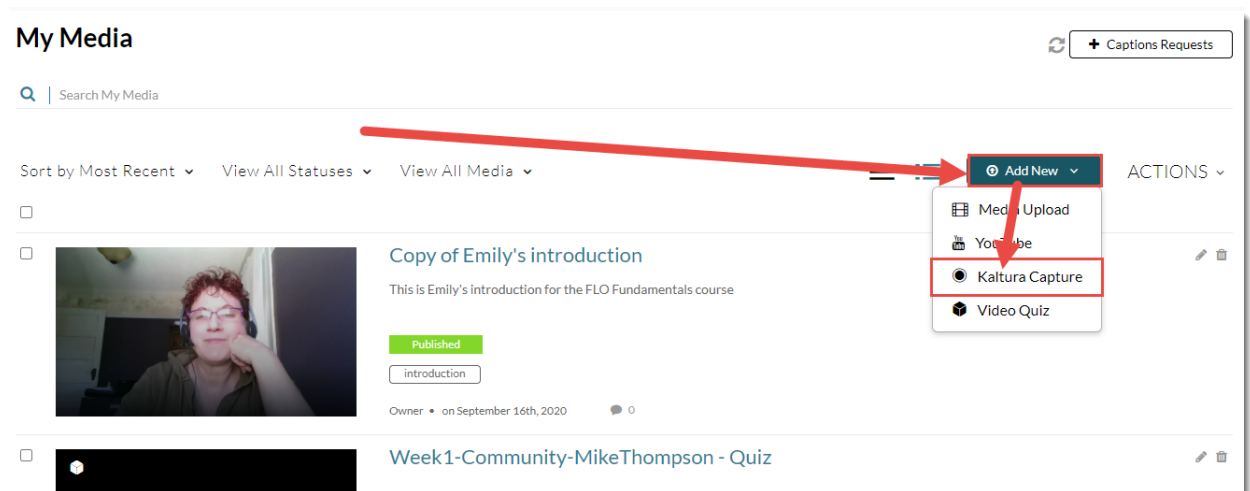 My Media
Captions Requests
Search My Media
Sort by Most Recent View All Statuses View All Media Add New ACTIONS
Media Upload
YouTube
Kaltura Capture
Video Quiz
Copy of Emily's introduction
This is Emily's introduction for the FLO Fundamentals course
Published
introduction
Owner • on September 16th, 2020 0
Week1-Community-MikeThompson - Quiz